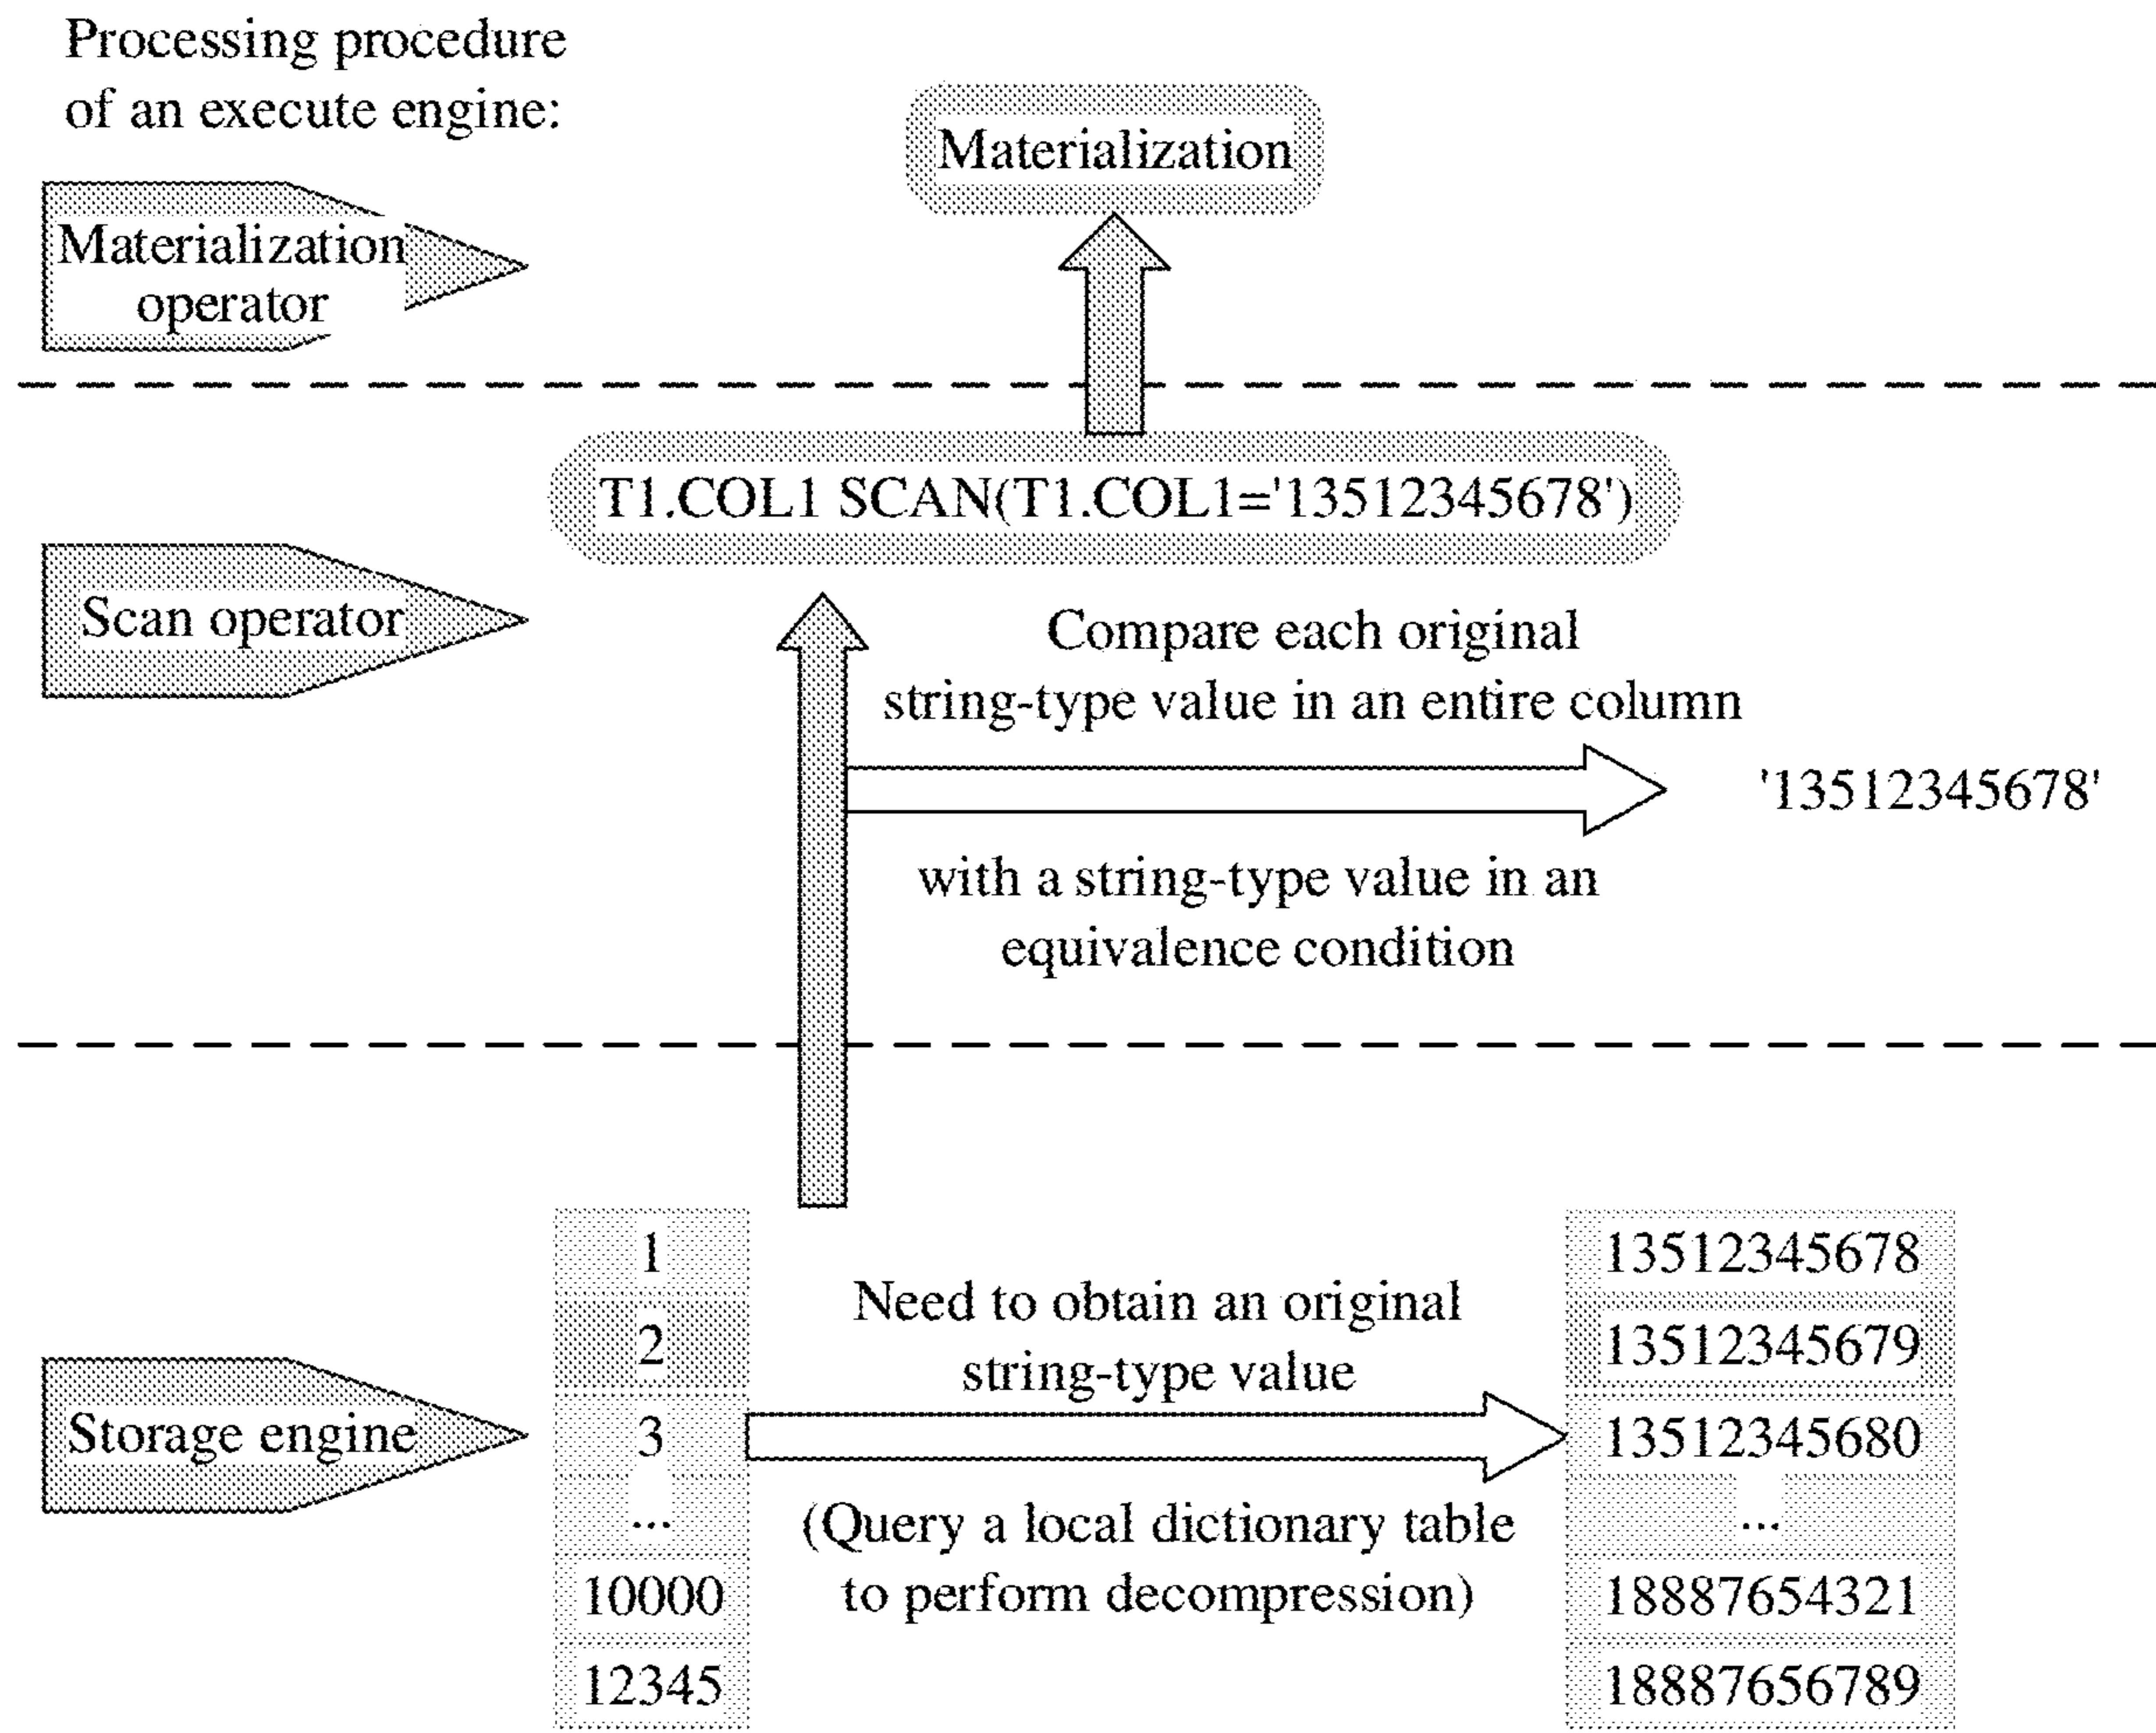 Processing procedure
of an execute engine:
Materialization
Materialization
operator
T1.COL1 SCAN(T1.COL1='13512345678')
Scan operator
Compare each original
string-type value in an entire column
'13512345678'
with a string-type value in an
equivalence condition
Storage engine
1
2
3
...
10000
12345
Need to obtain an original
string-type value
(Query a local dictionary table
to perform decompression)
13512345678
13512345679
13512345680
...
18887654321
18887656789